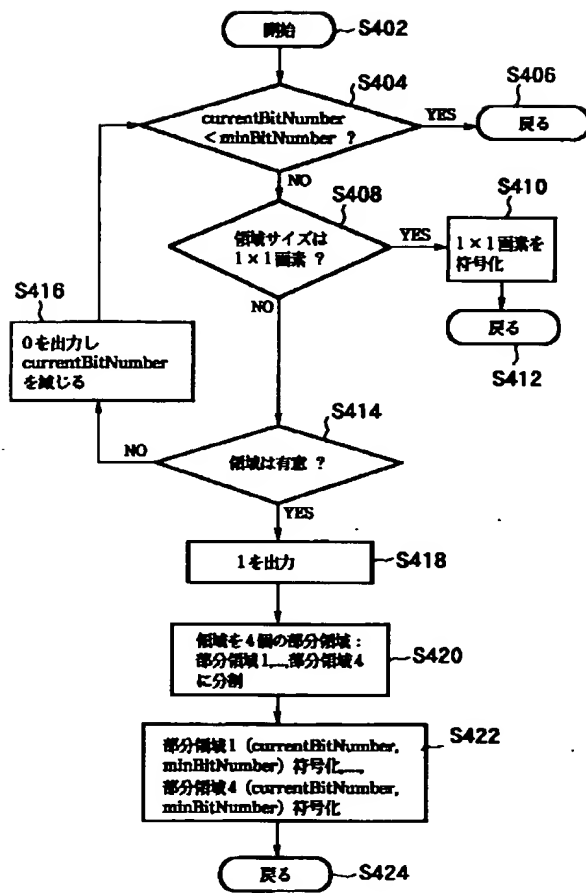 開始
S402
S404
currentBitNumber
< minBitNumber ?
YES
S406
戻る
NO
S408
領域サイズは
1×1画素 ?
YES
S410
1×1画素を
符号化
戻る
S412
NO
S416
0を出力し
currentBitNumber
を減じる
S414
領域は有意 ?
NO
YES
1を出力
S418
領域を4個の部分領域:
部分領域1,...,部分領域4
に分割
S420
部分領域1 (currentBitNumber,
minBitNumber) 符号化,...,
部分領域4 (currentBitNumber,
minBitNumber) 符号化
S422
戻る
S424